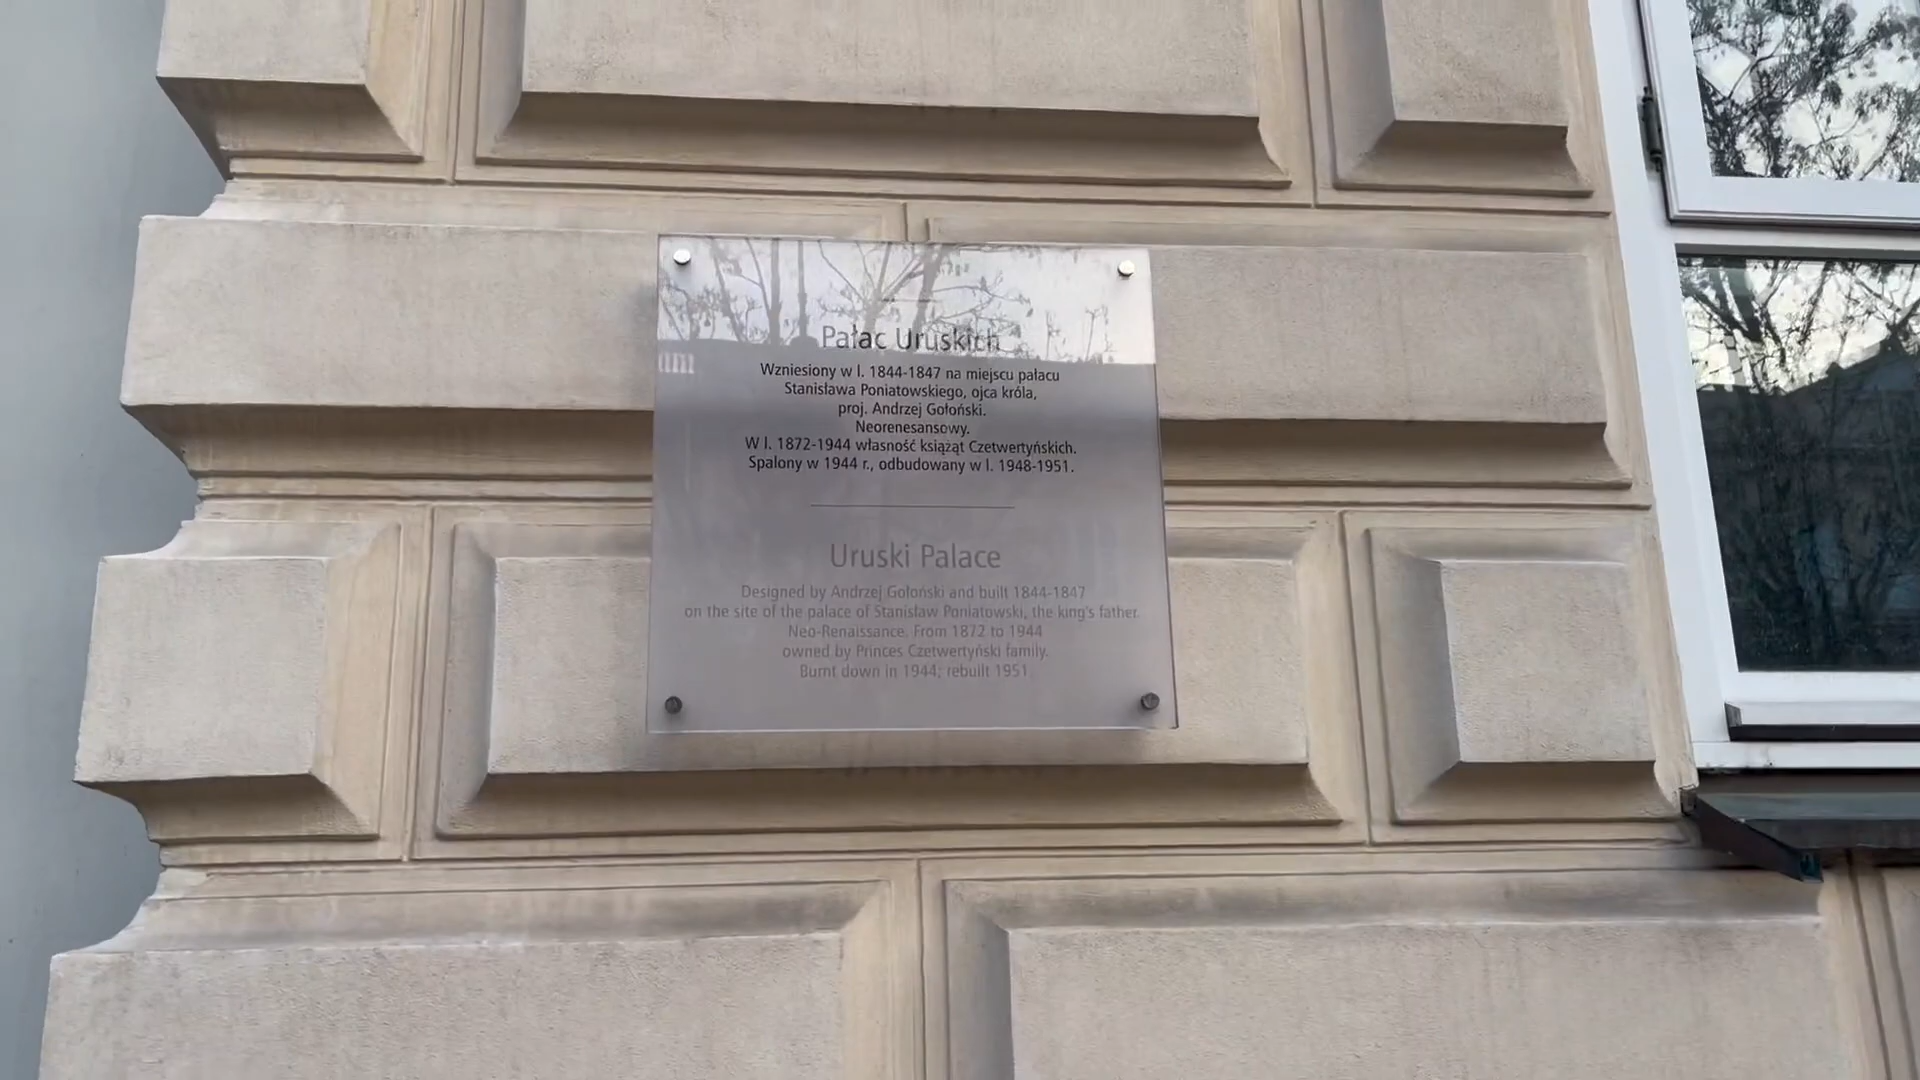 Pałac Uruskich
Wzniesiony w l. 1844-1847 na miejscu pałacu
Stanisława Poniatowskiego, ojca króla,
proj. Andrzej Gołoński.
Neorenesansowy.
W l. 1872-1944 własność książąt Czetwertyńskich.
Spalony w 1944 r., odbudowany w l. 1948-1951.
Uruski Palace
Designed by Andrzej Gołoński and built 1844-1847
on the site of the palace of Stanisław Poniatowski, the king's father.
Neo-Renaissance. From 1872 to 1944
owned by Princes Czetwertyński family.
Burnt down in 1944; rebuilt 1951